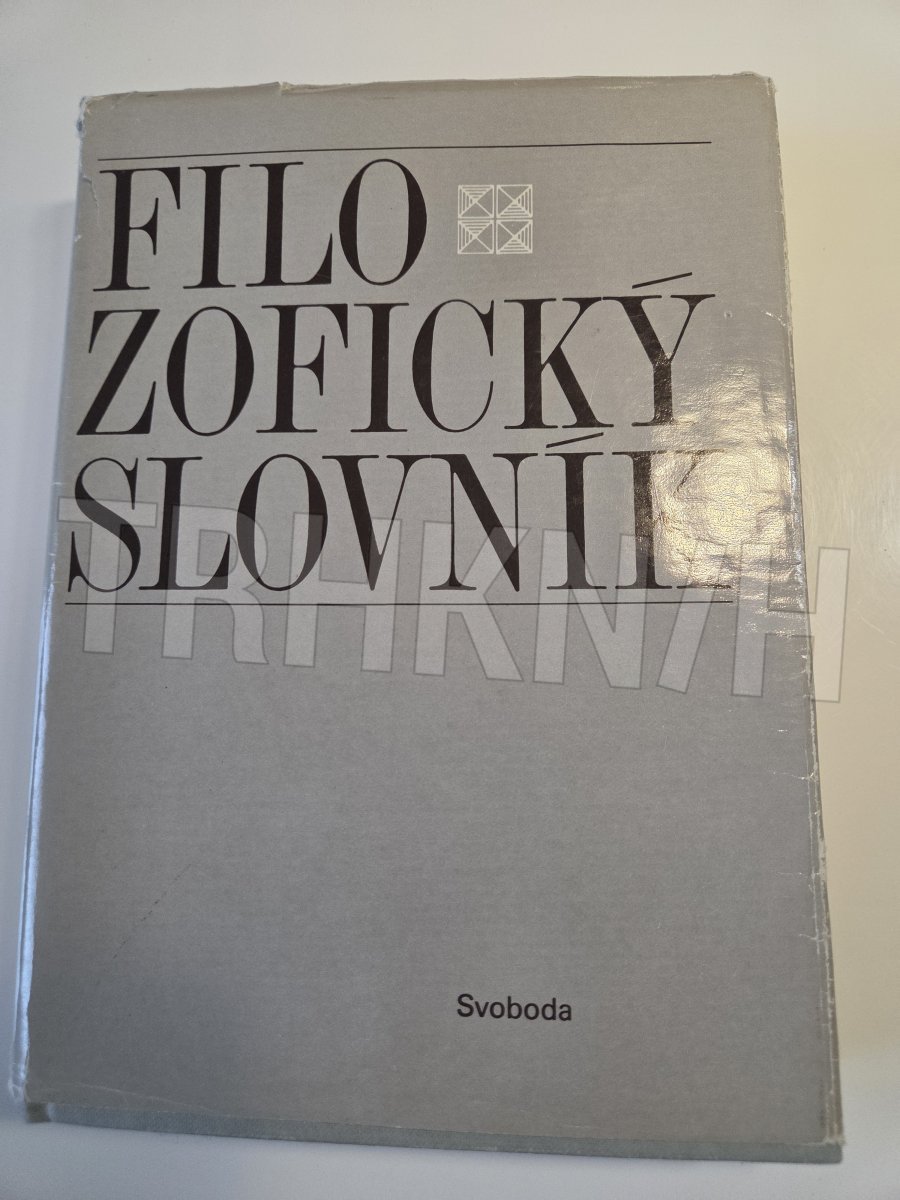 FILO
ZOFICKÝ
SLOVNÍK
TRHKNIH
Svoboda